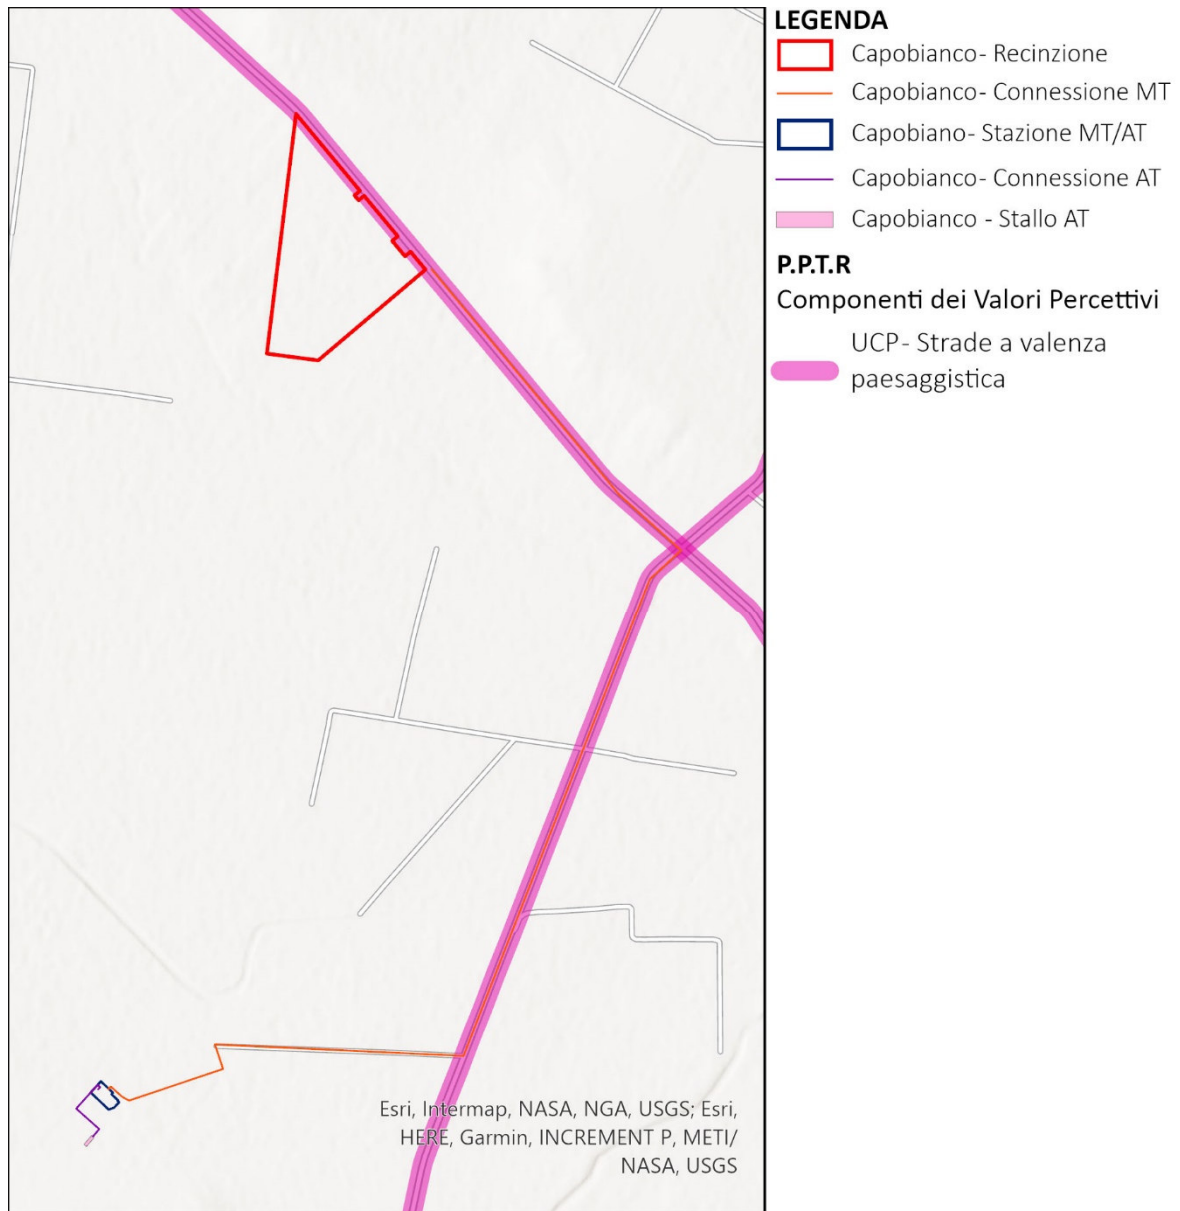 LEGENDA
Capobianco- Recinzione
Capobianco- Connessione MT
Capobiano- Stazione MT/AT
Capobianco- Connessione AT
Capobianco - Stallo AT
P.P.T.R
Componenti dei Valori Percettivi
UCP- Strade a valenza
paesaggistica
Esri, Intermap, NASA, NGA, USGS; Esri,
HERE, Garmin, INCREMENT P, METI/
NASA, USGS